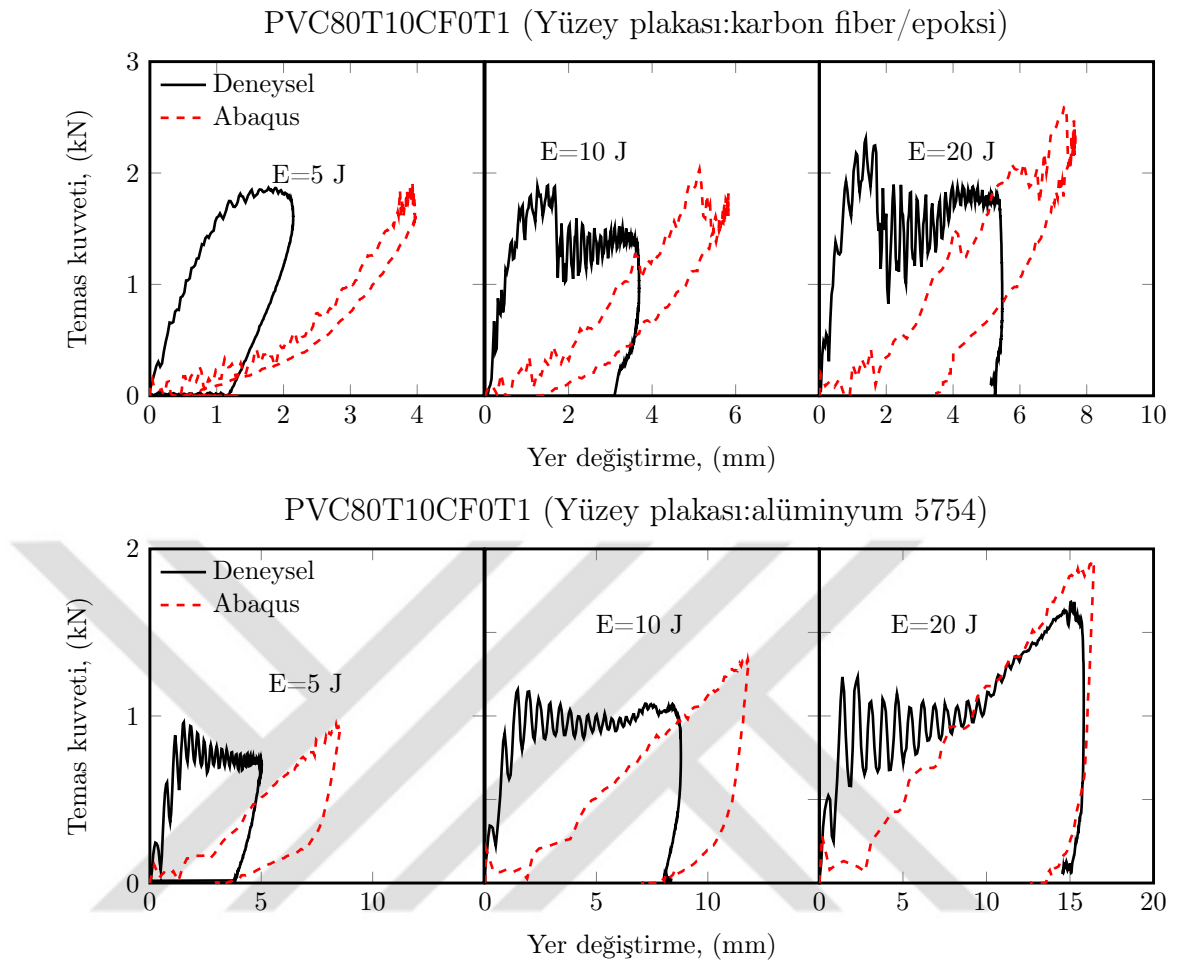 PVC80T10CF0T1 (Yüzey plakası:karbon fiber/epoksi)
Temas kuvveti, (kN)
3
2
1
0
Deneysel
Abaqus
E=5 J
E=10 J
E=20 J
0 1 2 3 4
0 2 4 6
0 2 4 6 8 10
Yer değiştirme, (mm)
PVC80T10CF0T1 (Yüzey plakası:alüminyum 5754)
Temas kuvveti, (kN)
2
1
0
Deneysel
Abaqus
E=5 J
E=10 J
E=20 J
0 5 10
0 5 10
0 5 10 15 20
Yer değiştirme, (mm)